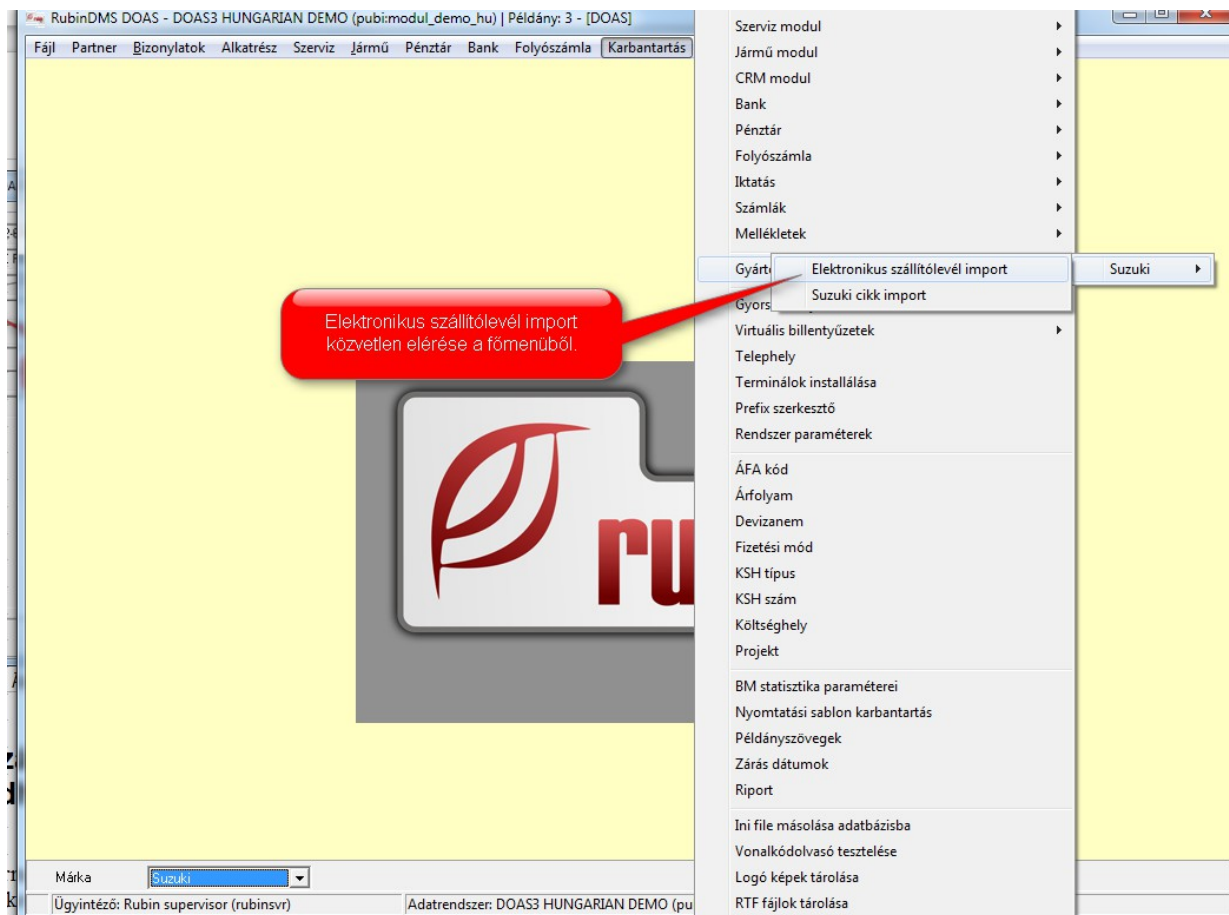 RubinDMS DOAS - DOAS3 HUNGARIAN DEMO (pubi:modul_demo_hu) | Példány: 3 - [DOAS]
Fájl Partner Bizonylatok Alkatrész Szerviz Jármű Pénztár Bank Folyószámla Karbantartás
Szerviz modul
Jármű modul
CRM modul
Bank
Pénztár
Folyószámla
Iktatás
Számlák
Mellékletek
Elektronikus szállítólevél import
Suzuki
Suzuki cikk import
Virtuális billentyűzetek
Telephely
Terminálok installálása
Prefix szerkesztő
Rendszer paraméterek
ÁFA kód
Árfolyam
Devizanem
Fizetési mód
KSH típus
KSH szám
Költséghely
Projekt
BM statisztika paraméterei
Nyomtatási sablon karbantartás
Példányszövegek
Zárás dátumok
Riport
Ini file másolása adatbázisba
Vonalkódolvasó tesztelése
Logó képek tárolása
RTF fájlok tárolása
Elektronikus szállítólevél import
közvetlen elérése a főmenüből.
ru
Márka Suzuki
Ügyintéző: Rubin supervisor (rubinsvr) Adatrendszer: DOAS3 HUNGARIAN DEMO (pu